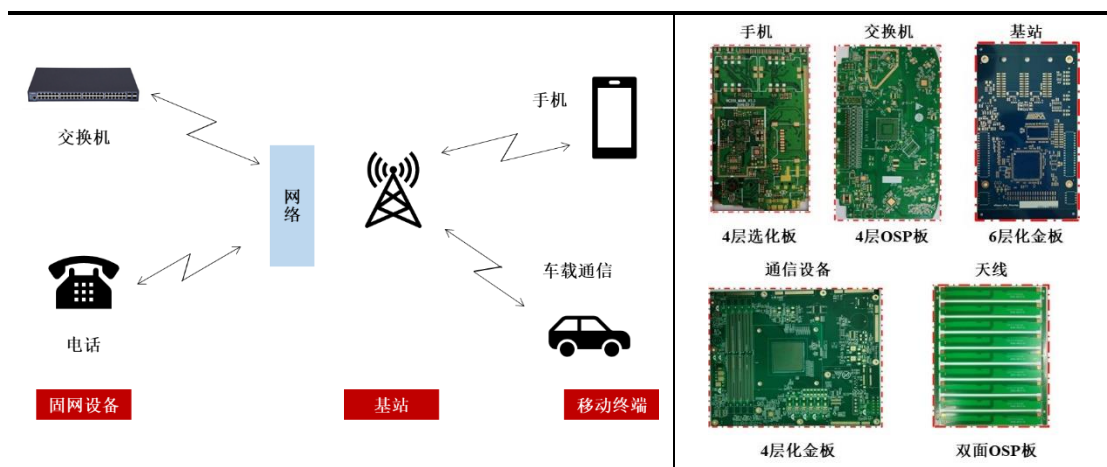 交换机
手机
网络
车载通信
电话
固网设备
基站
移动终端
手机
交换机
基站
4层选化板
4层OSP板
6层化金板
通信设备
天线
4层化金板
双面OSP板